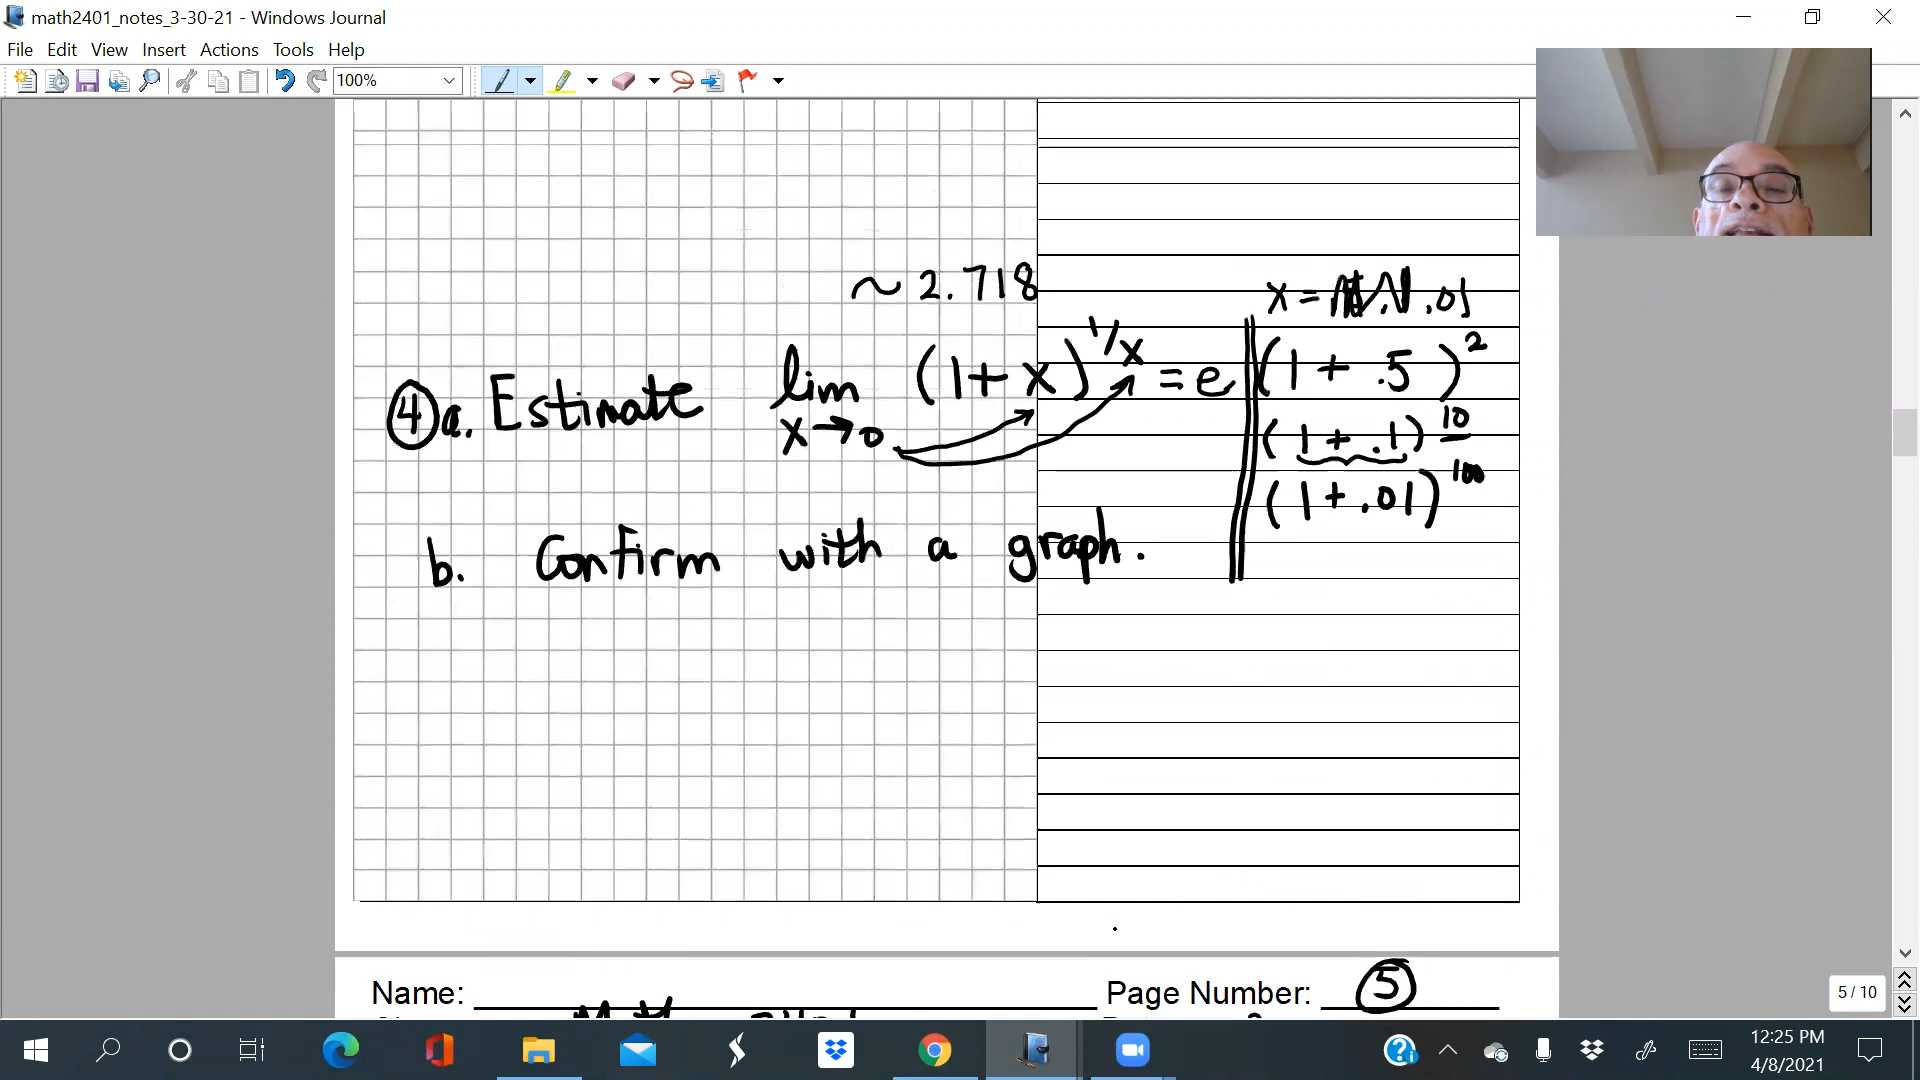 math2401_notes_3-30-21 - Windows Journal
File Edit View Insert Actions Tools Help
100%
~ 2.718
x = .01
④a. Estimate lim x→0 (1+x)^1/x = e
(1 + .5)^2
(1 + .1)^10
(1 + .01)^100
b. Confirm with a graph.
Name:
Page Number: ⑤
5 / 10
12:25 PM
4/8/2021